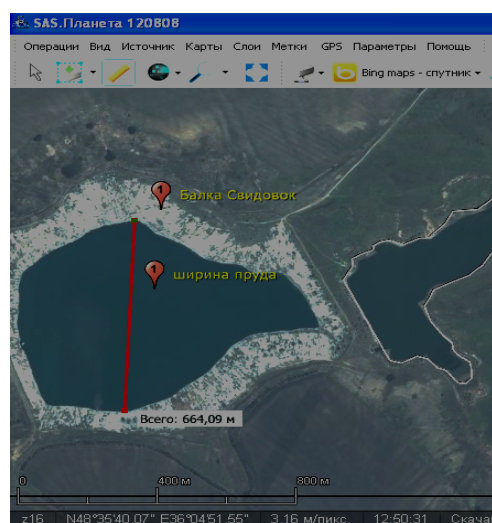 SAS.Планета 120808
Операции Вид Источник Карты Слои Метки GPS Параметры Помощь
Bing maps - спутник
1 Балка Свидовок
1 ширина пруда
Всего: 664,09 м
0 400 м 800 м
z16 N48°35'40,07" E36°04'51,55" 3,16 м/пикс. 12:50:31 Скача